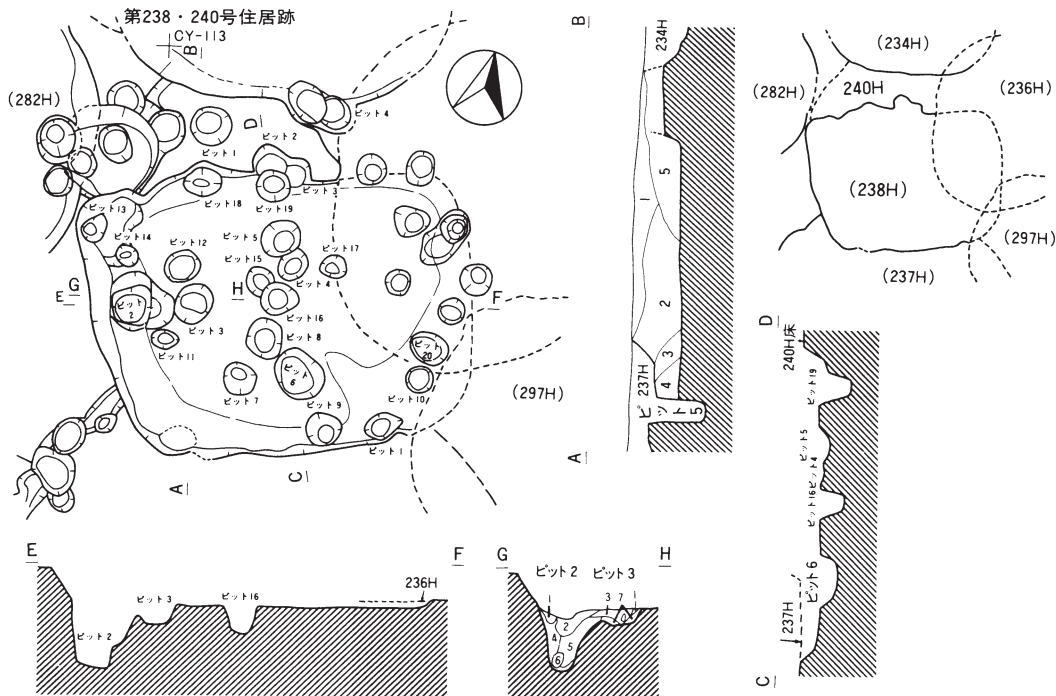 第238・240号住居跡
CY-113
B
(282H)
D
ピット4
ピット1
ピット2
ピット3
ピット13
ピット18
ピット19
ピット14
ピット12
ピット5
ピット17
ピット15
ピット4
G
E
H
F
ピット2
ピット3
ピット16
ピット11
ピット8
ピット20
ピット7
ピット6
ピット9
ピット10
(297H)
ピット1
A
C
B
234H
5
1
2
3
4
237H
ピット5
A
(234H)
240H
(282H)
(236H)
(238H)
(297H)
(237H)
D
240H床
ピット19
ピット5
ピット4
ピット16
ピット6
237H
C
E
F
236H
ピット3
ピット16
ピット2
G
H
ピット2
ピット3
3
7
2
4
5
6